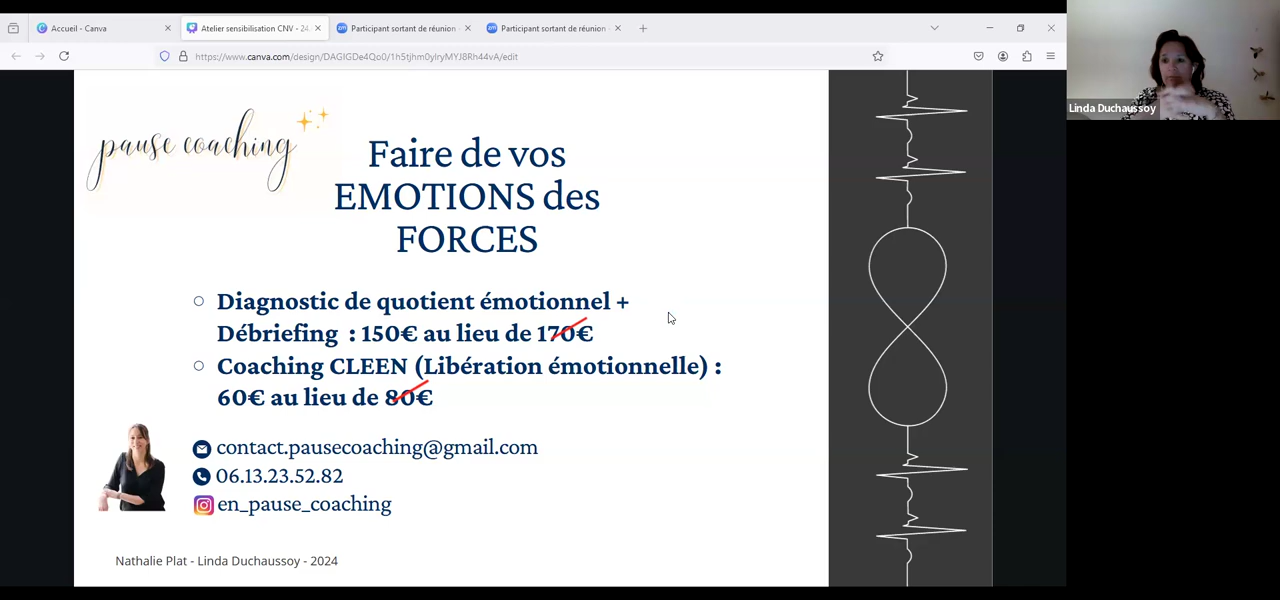 Accueil - Canva
Atelier sensibilisation CNV - 24.
Participant sortant de réunion -
Participant sortant de réunion -
https://www.canva.com/design/DAGIGDe4Qo0/1h5tjhm0ylryMYJ8Rh44vA/edit
Linda Duchaussoy
pause coaching
Faire de vos
EMOTIONS des
FORCES
Diagnostic de quotient émotionnel +
Débriefing : 150€ au lieu de 170€
Coaching CLEEN (Libération émotionnelle) :
60€ au lieu de 80€
contact.pausecoaching@gmail.com
06.13.23.52.82
en_pause_coaching
Nathalie Plat - Linda Duchaussoy - 2024